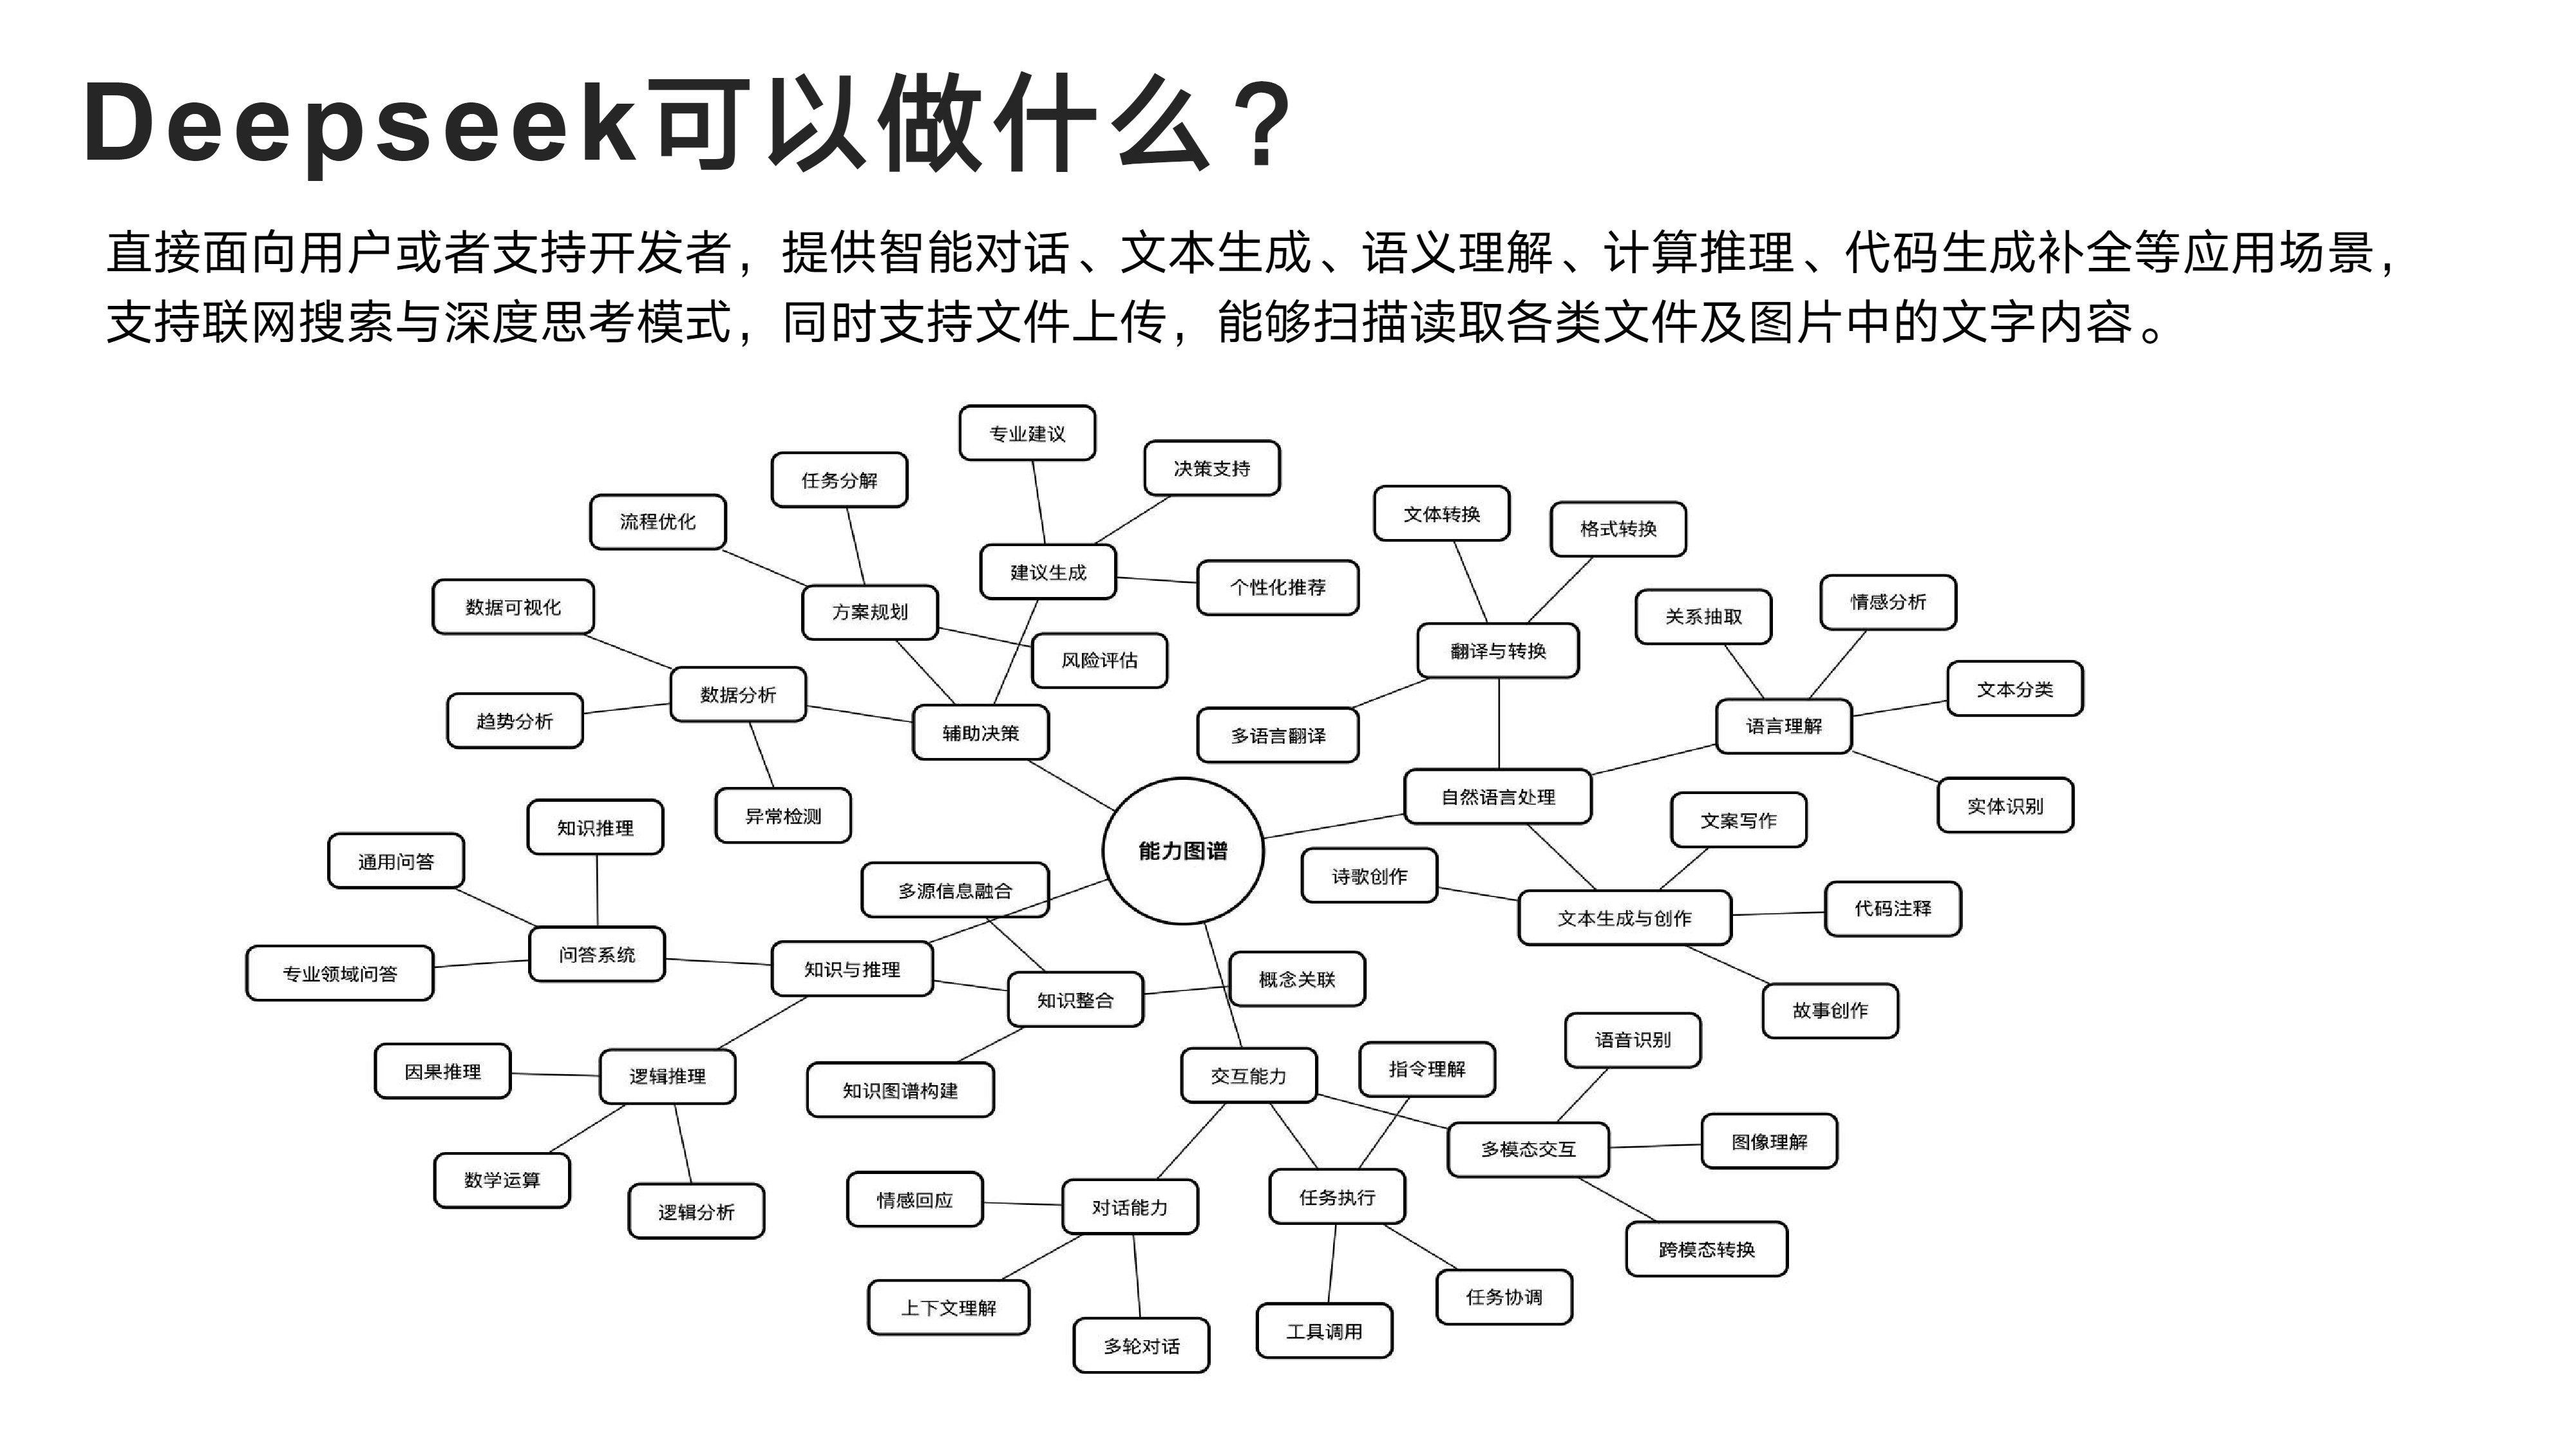 Deepseek可以做什么？
直接面向用户或者支持开发者，提供智能对话、文本生成、语义理解、计算推理、代码生成补全等应用场景，
支持联网搜索与深度思考模式，同时支持文件上传，能够扫描读取各类文件及图片中的文字内容。
专业建议
决策支持
任务分解
流程优化
文体转换
格式转换
建议生成
个性化推荐
数据可视化
方案规划
关系抽取
情感分析
风险评估
翻译与转换
数据分析
文本分类
趋势分析
辅助决策
多语言翻译
语言理解
异常检测
自然语言处理
实体识别
知识推理
文案写作
通用问答
能力图谱
多源信息融合
诗歌创作
文本生成与创作
代码注释
问答系统
专业领域问答
知识与推理
概念关联
知识整合
故事创作
语音识别
因果推理
逻辑推理
知识图谱构建
交互能力
指令理解
多模态交互
图像理解
数学运算
逻辑分析
情感回应
对话能力
任务执行
跨模态转换
上下文理解
任务协调
多轮对话
工具调用